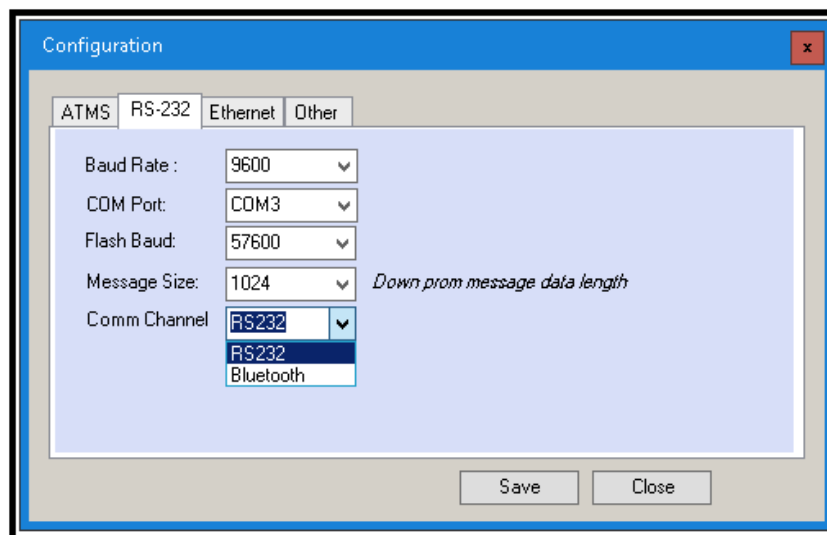 Configuration
x
ATMS RS-232 Ethernet Other
Baud Rate : 9600
COM Port: COM3
Flash Baud: 57600
Message Size: 1024 Down prom message data length
Comm Channel RS232
RS232
Bluetooth
Save Close